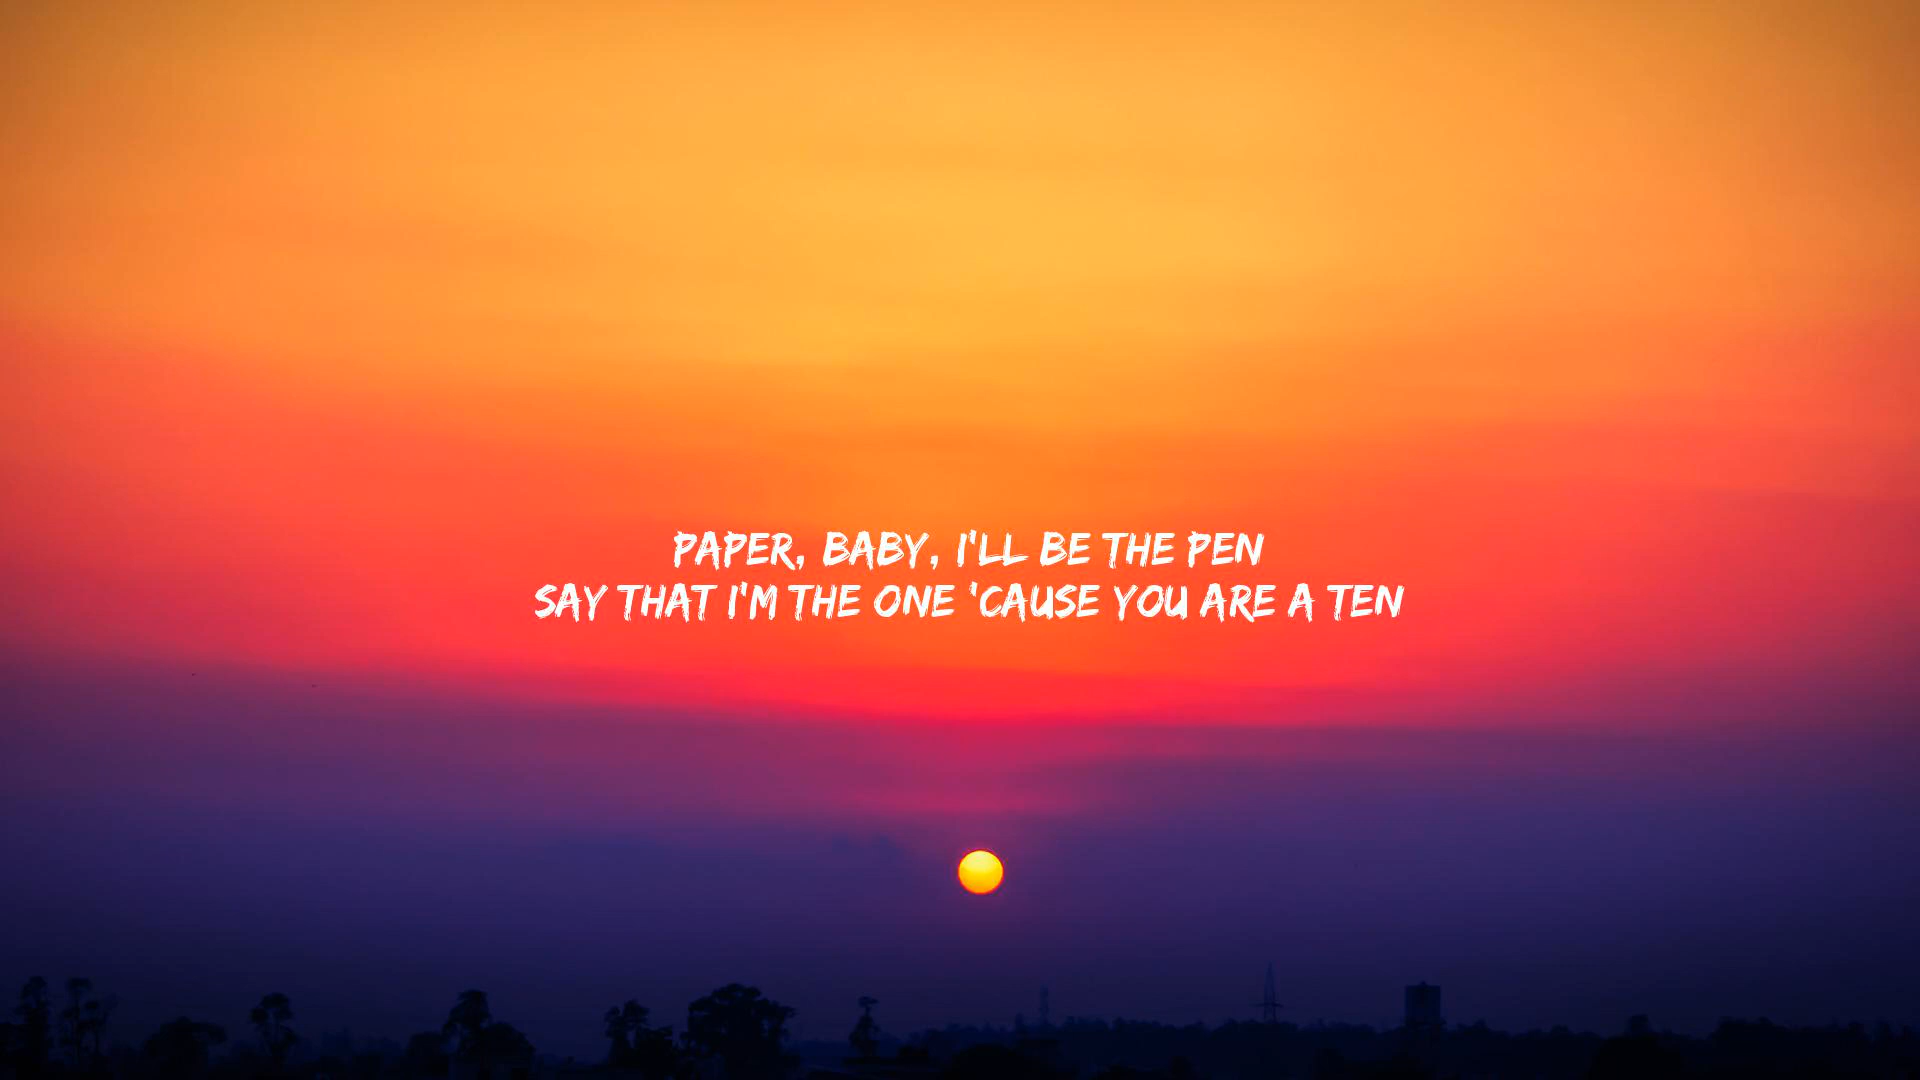 PAPER, BABY, I'LL BE THE PEN
SAY THAT I'M THE ONE 'CAUSE YOU ARE A TEN